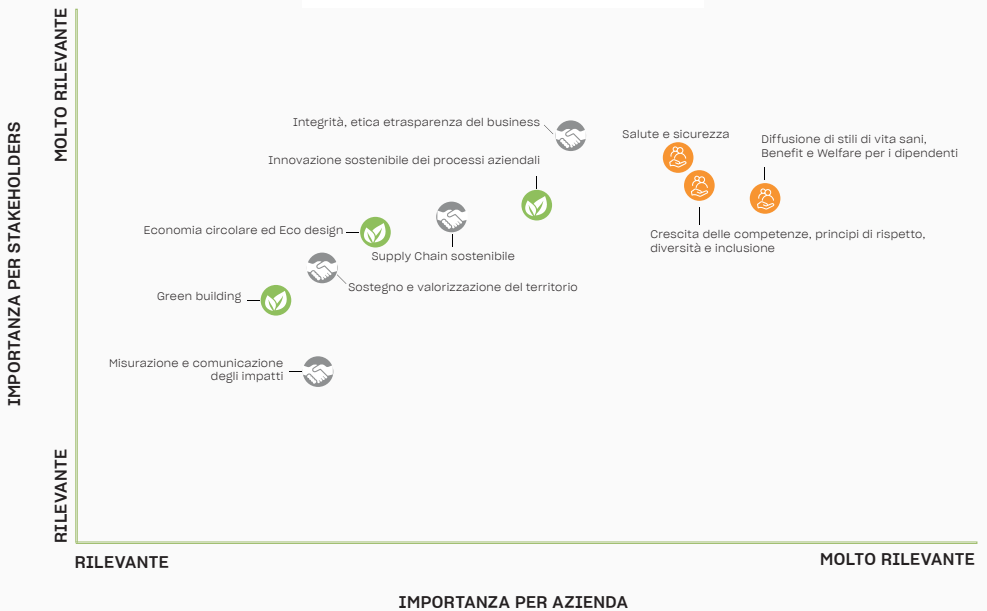 MOLTO RILEVANTE
IMPORTANZA PER STAKEHOLDERS
RILEVANTE
Integrità, etica etrasparenza del business
Salute e sicurezza
Diffusione di stili di vita sani,
Benefit e Welfare per i dipendenti
Innovazione sostenibile dei processi aziendali
Economia circolare ed Eco design
Supply Chain sostenibile
Crescita delle competenze, principi di rispetto,
diversità e inclusione
Sostegno e valorizzazione del territorio
Green building
Misurazione e comunicazione
degli impatti
RILEVANTE
MOLTO RILEVANTE
IMPORTANZA PER AZIENDA